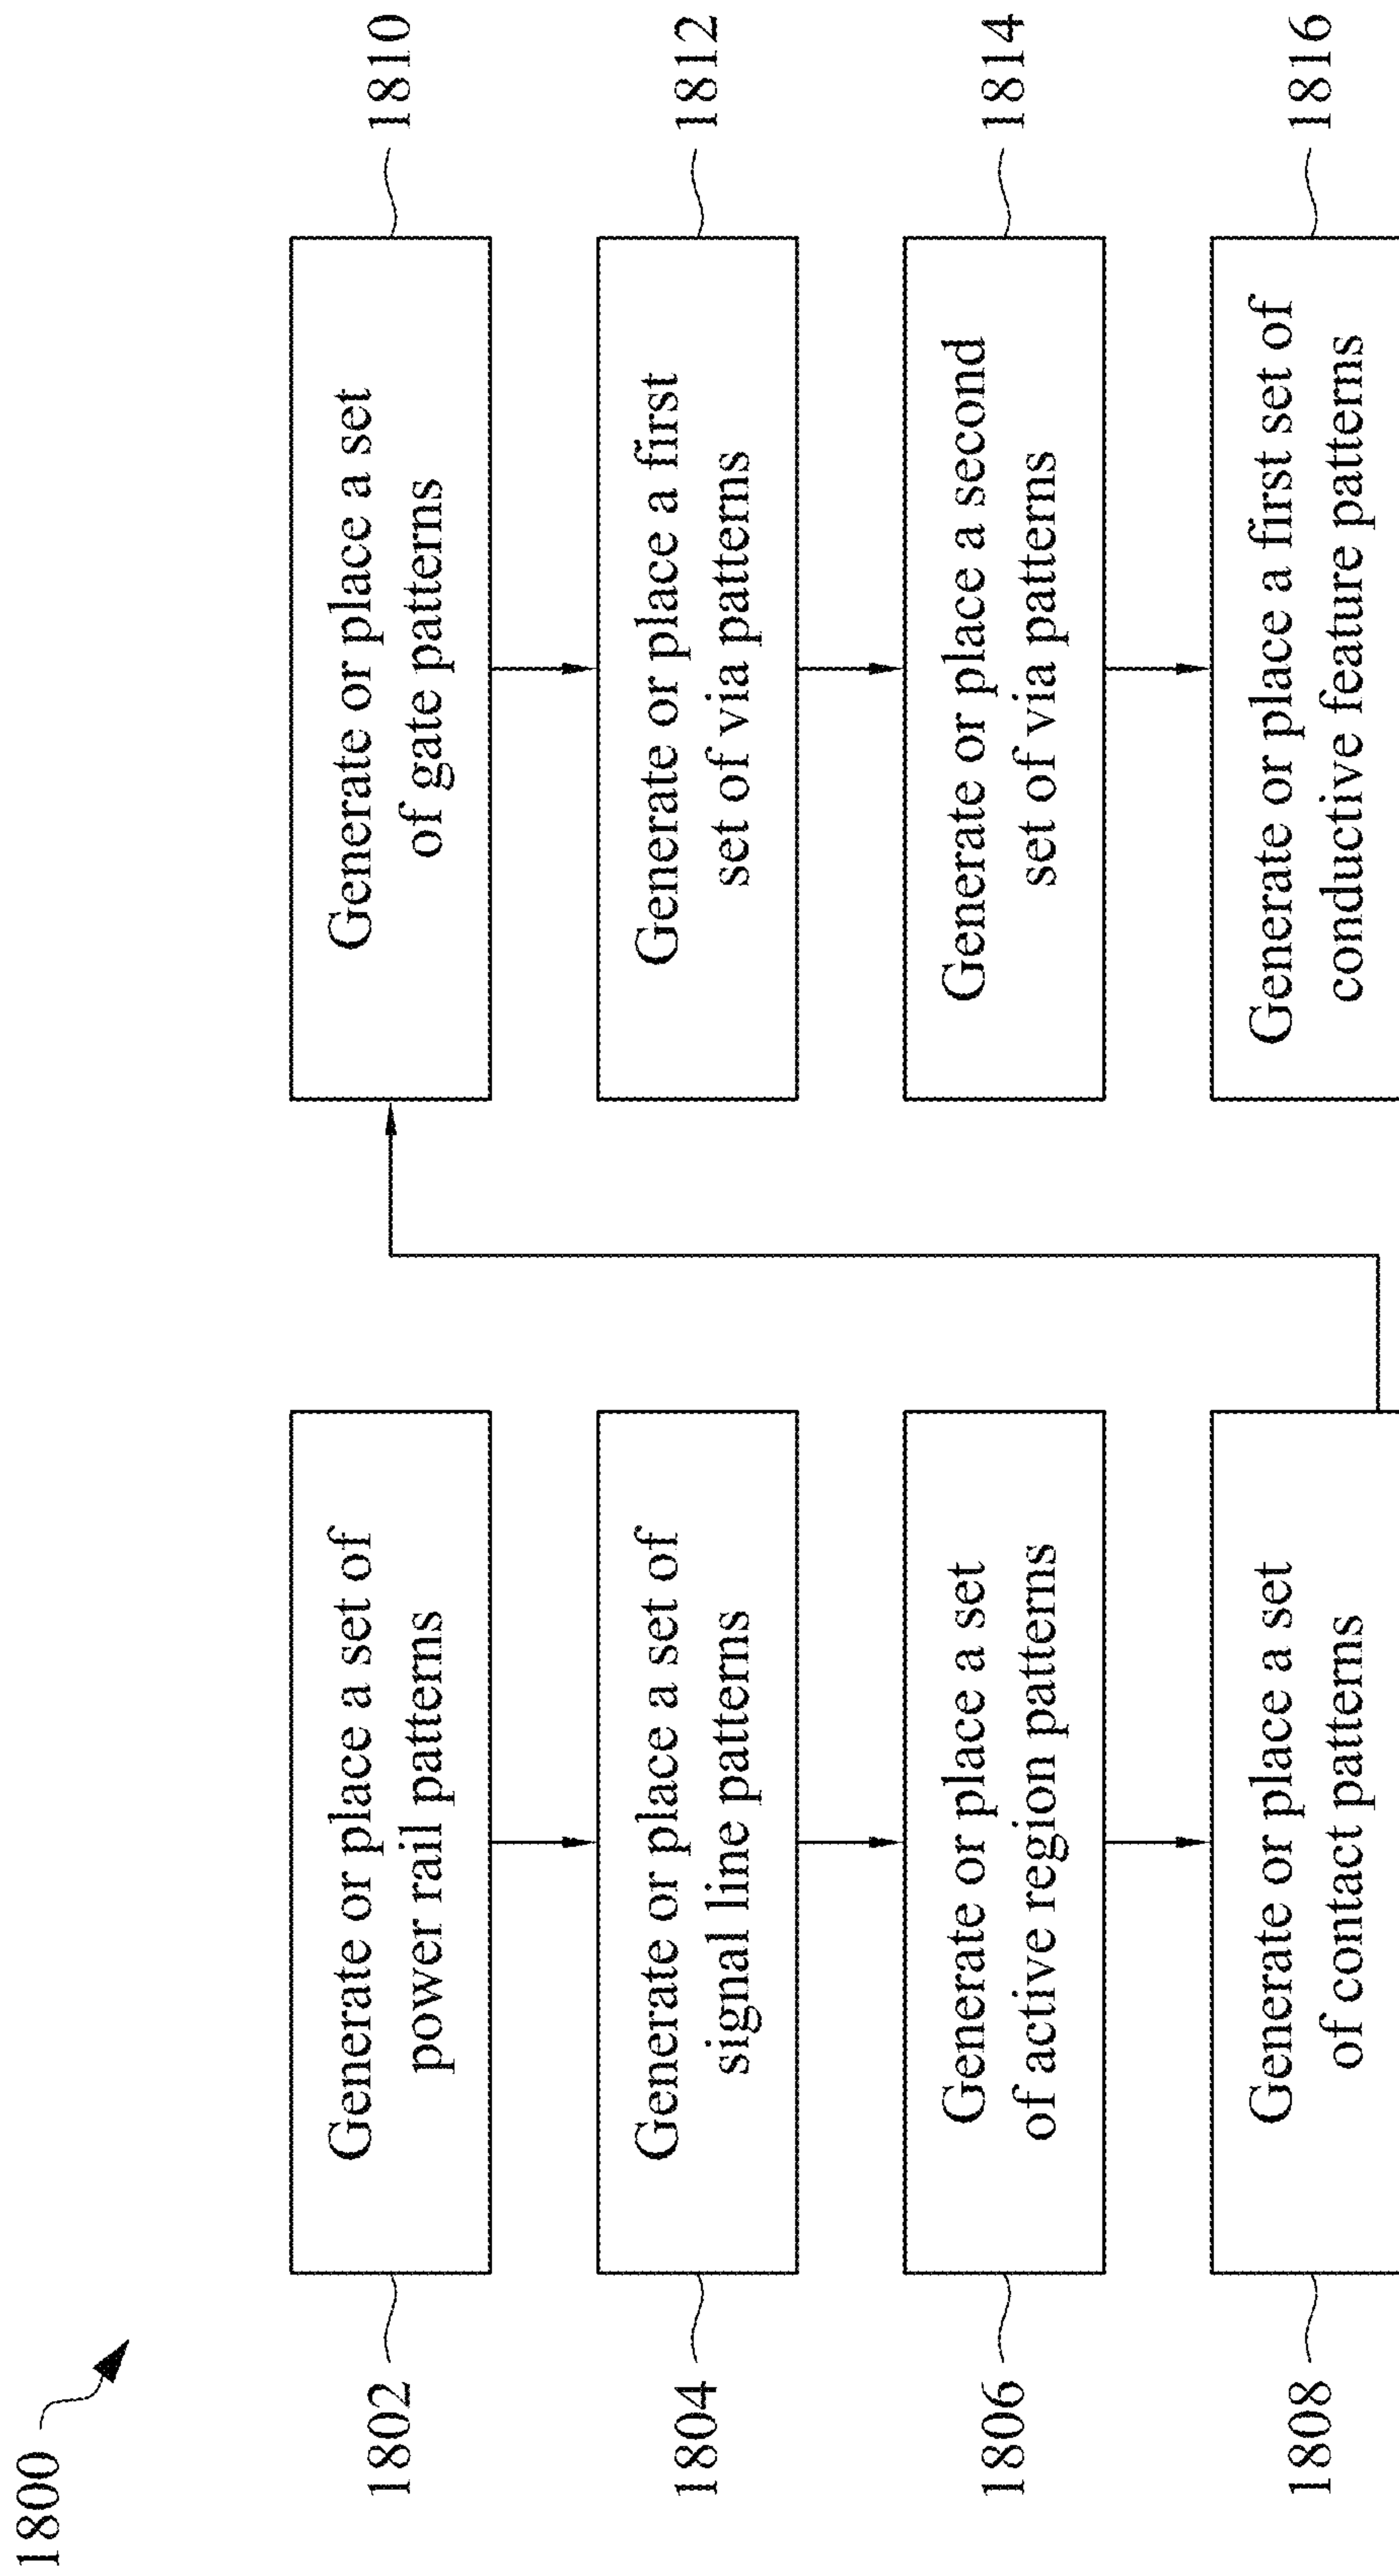 1800
1802
Generate or place a set of
power rail patterns
1804
Generate or place a set of
signal line patterns
1806
Generate or place a set
of active region patterns
1808
Generate or place a set
of contact patterns
Generate or place a set
of gate patterns
1810
Generate or place a first
set of via patterns
1812
Generate or place a second
set of via patterns
1814
Generate or place a first set of
conductive feature patterns
1816